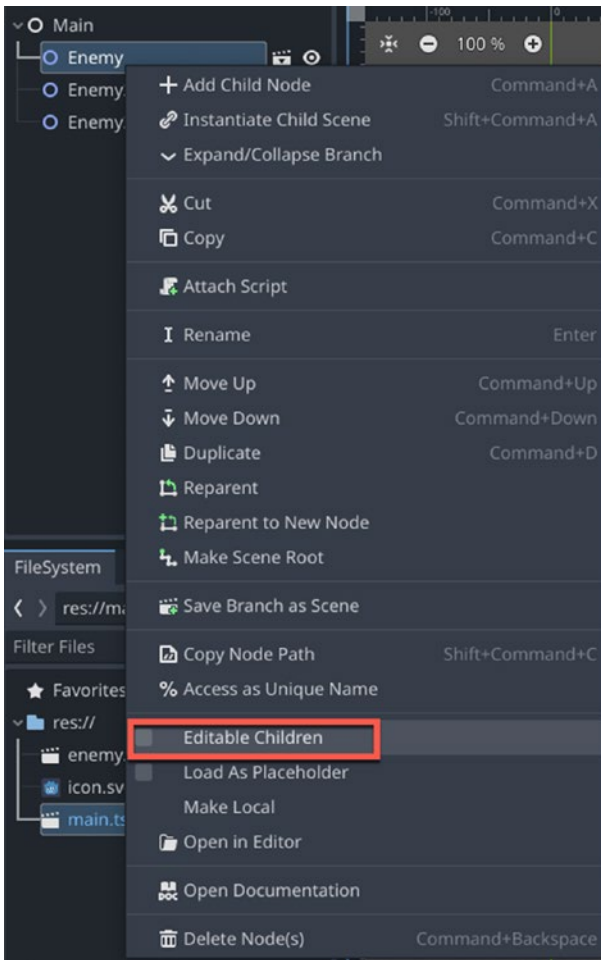 Main
-100
0
Enemy
100 %
Enemy
Enemy
Add Child Node Command+A
Instantiate Child Scene Shift+Command+A
Expand/Collapse Branch
Cut Command+X
Copy Command+C
Attach Script
Rename Enter
Move Up Command+Up
Move Down Command+Down
Duplicate Command+D
Reparent
Reparent to New Node
Make Scene Root
Save Branch as Scene
Copy Node Path Shift+Command+C
% Access as Unique Name
Editable Children
Load As Placeholder
Make Local
Open in Editor
DOC Open Documentation
Delete Node(s) Command+Backspace
FileSystem
res://ma
Filter Files
Favorites
res://
enemy.
icon.sv
main.ts